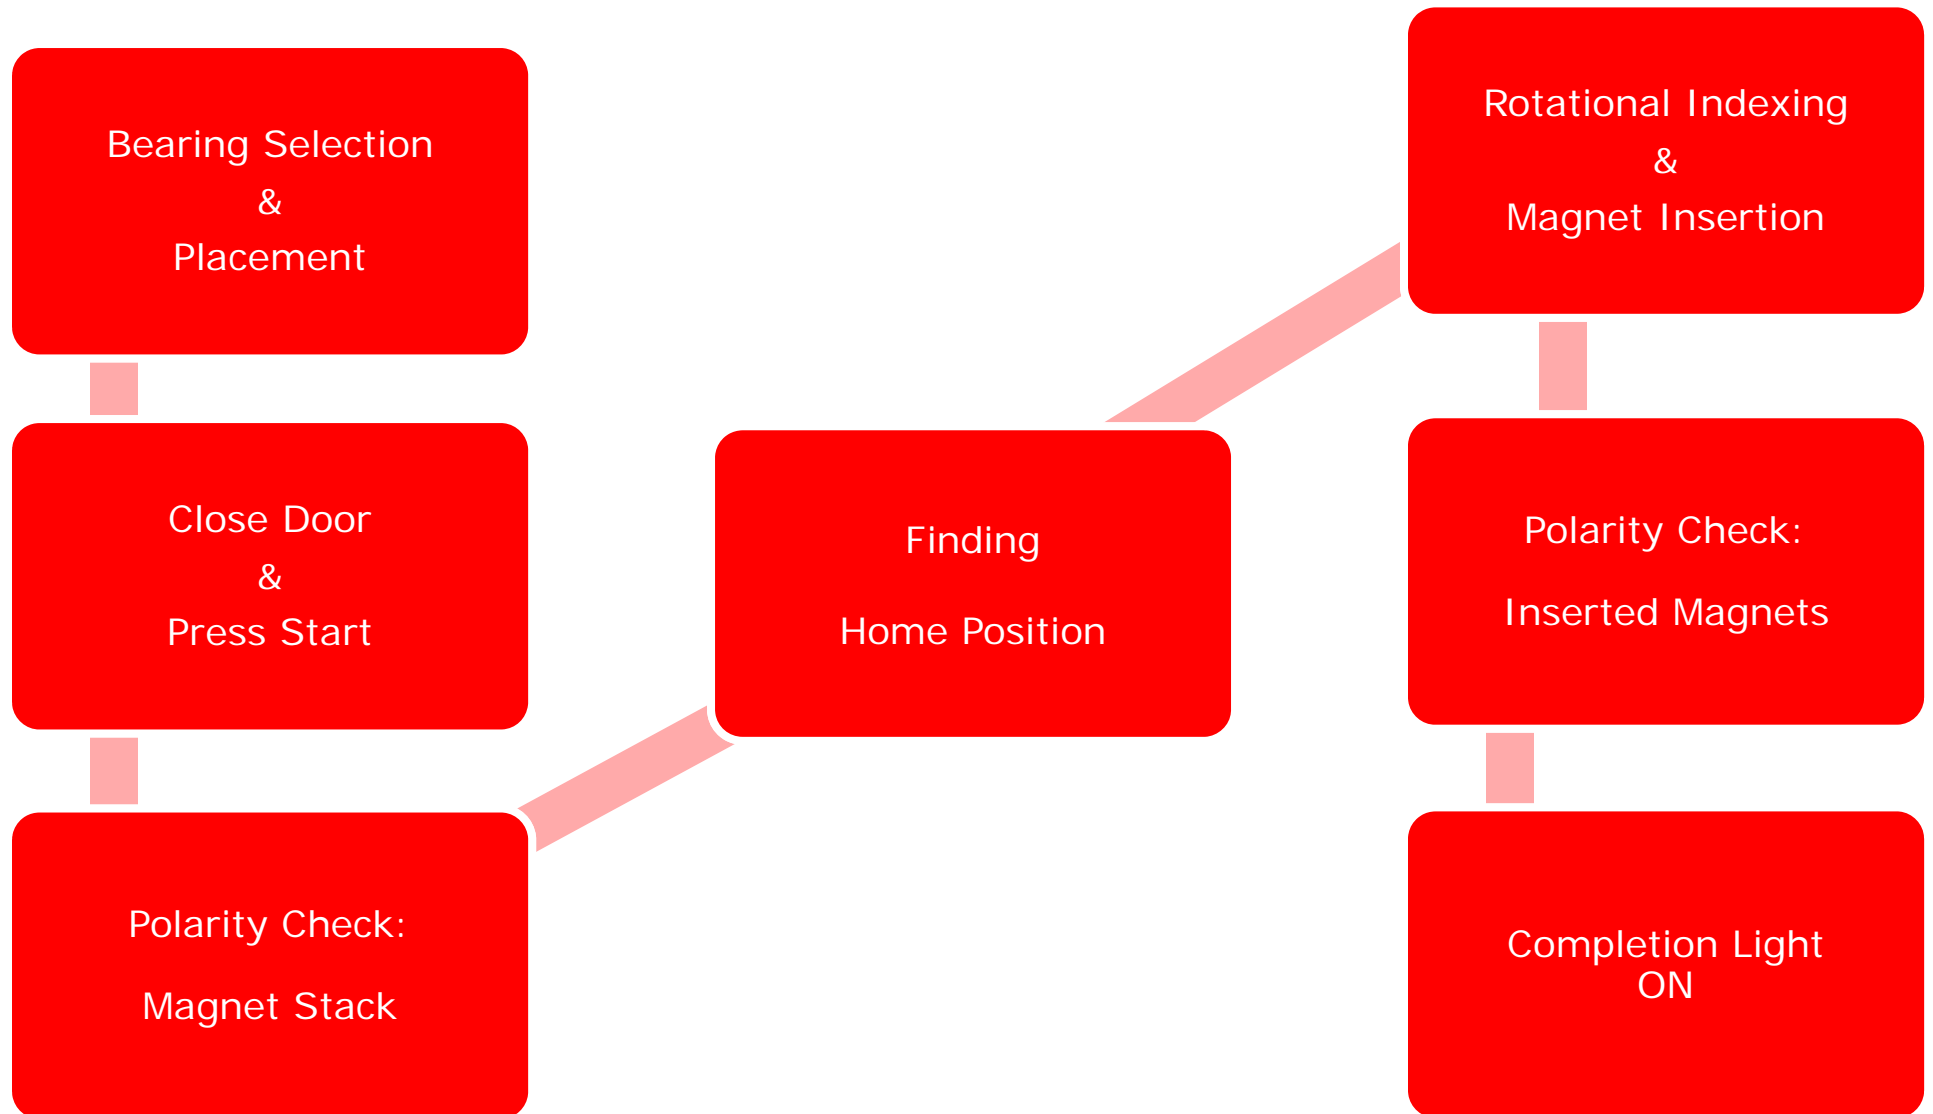 Bearing Selection
&
Placement
Close Door
&
Press Start
Polarity Check:
Magnet Stack
Finding
Home Position
Rotational Indexing
&
Magnet Insertion
Polarity Check:
Inserted Magnets
Completion Light
ON